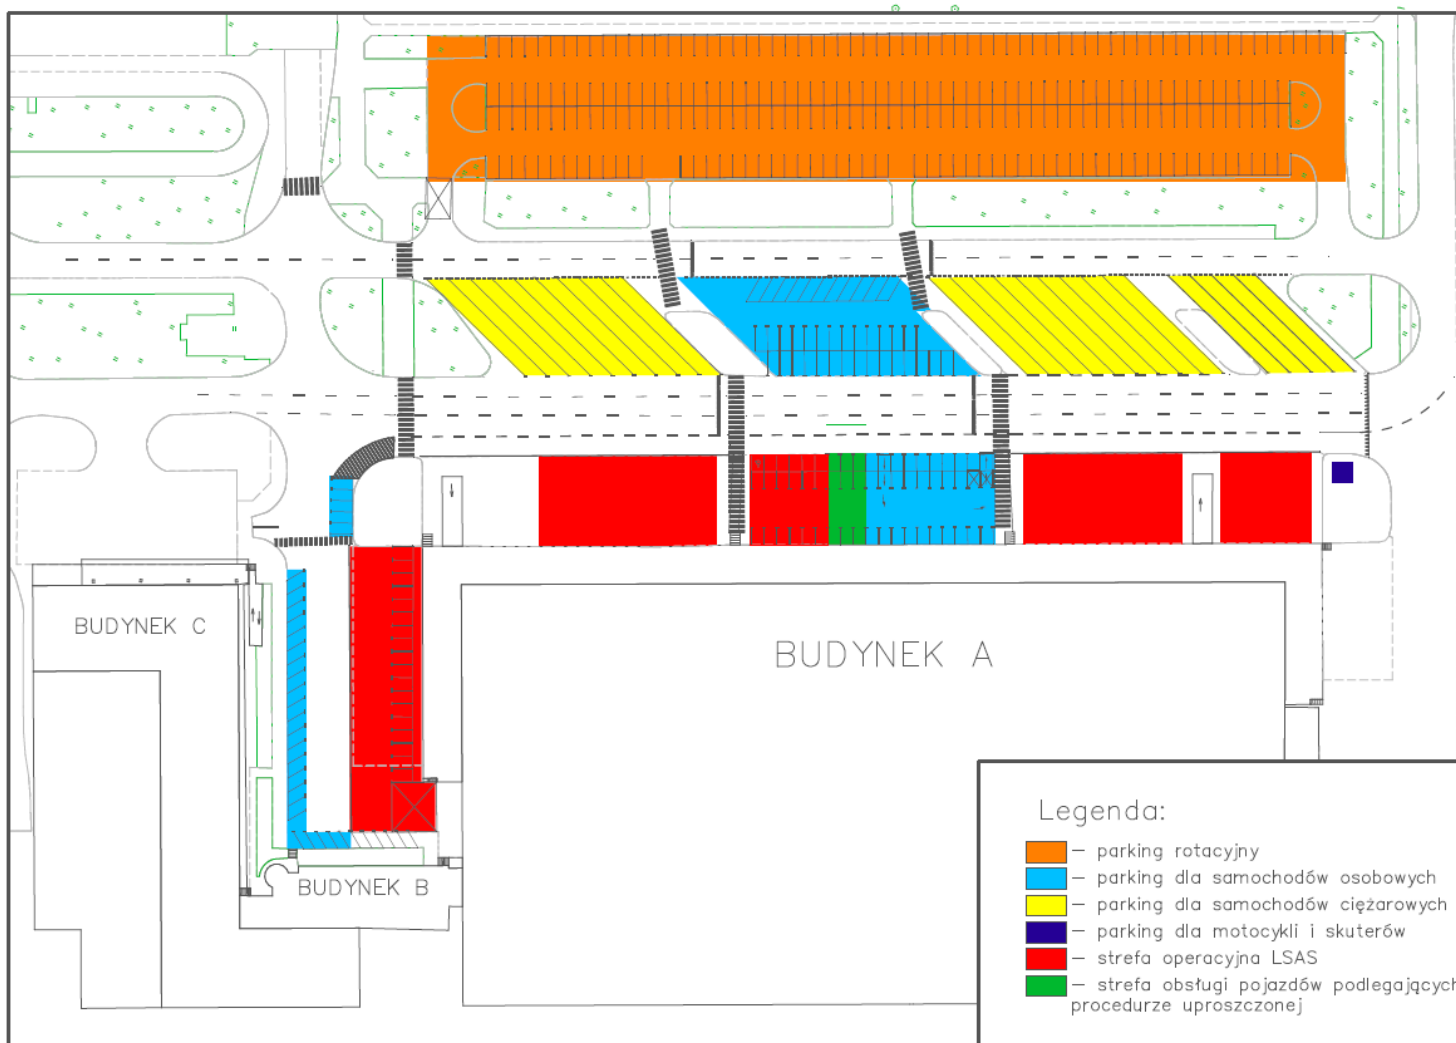 BUDYNEK C
BUDYNEK A
BUDYNEK B
Legenda:
– parking rotacyjny
– parking dla samochodów osobowych
– parking dla samochodów ciężarowych
– parking dla motocykli i skuterów
– strefa operacyjna LSAS
– strefa obsługi pojazdów podlegających
procedurze uproszczonej